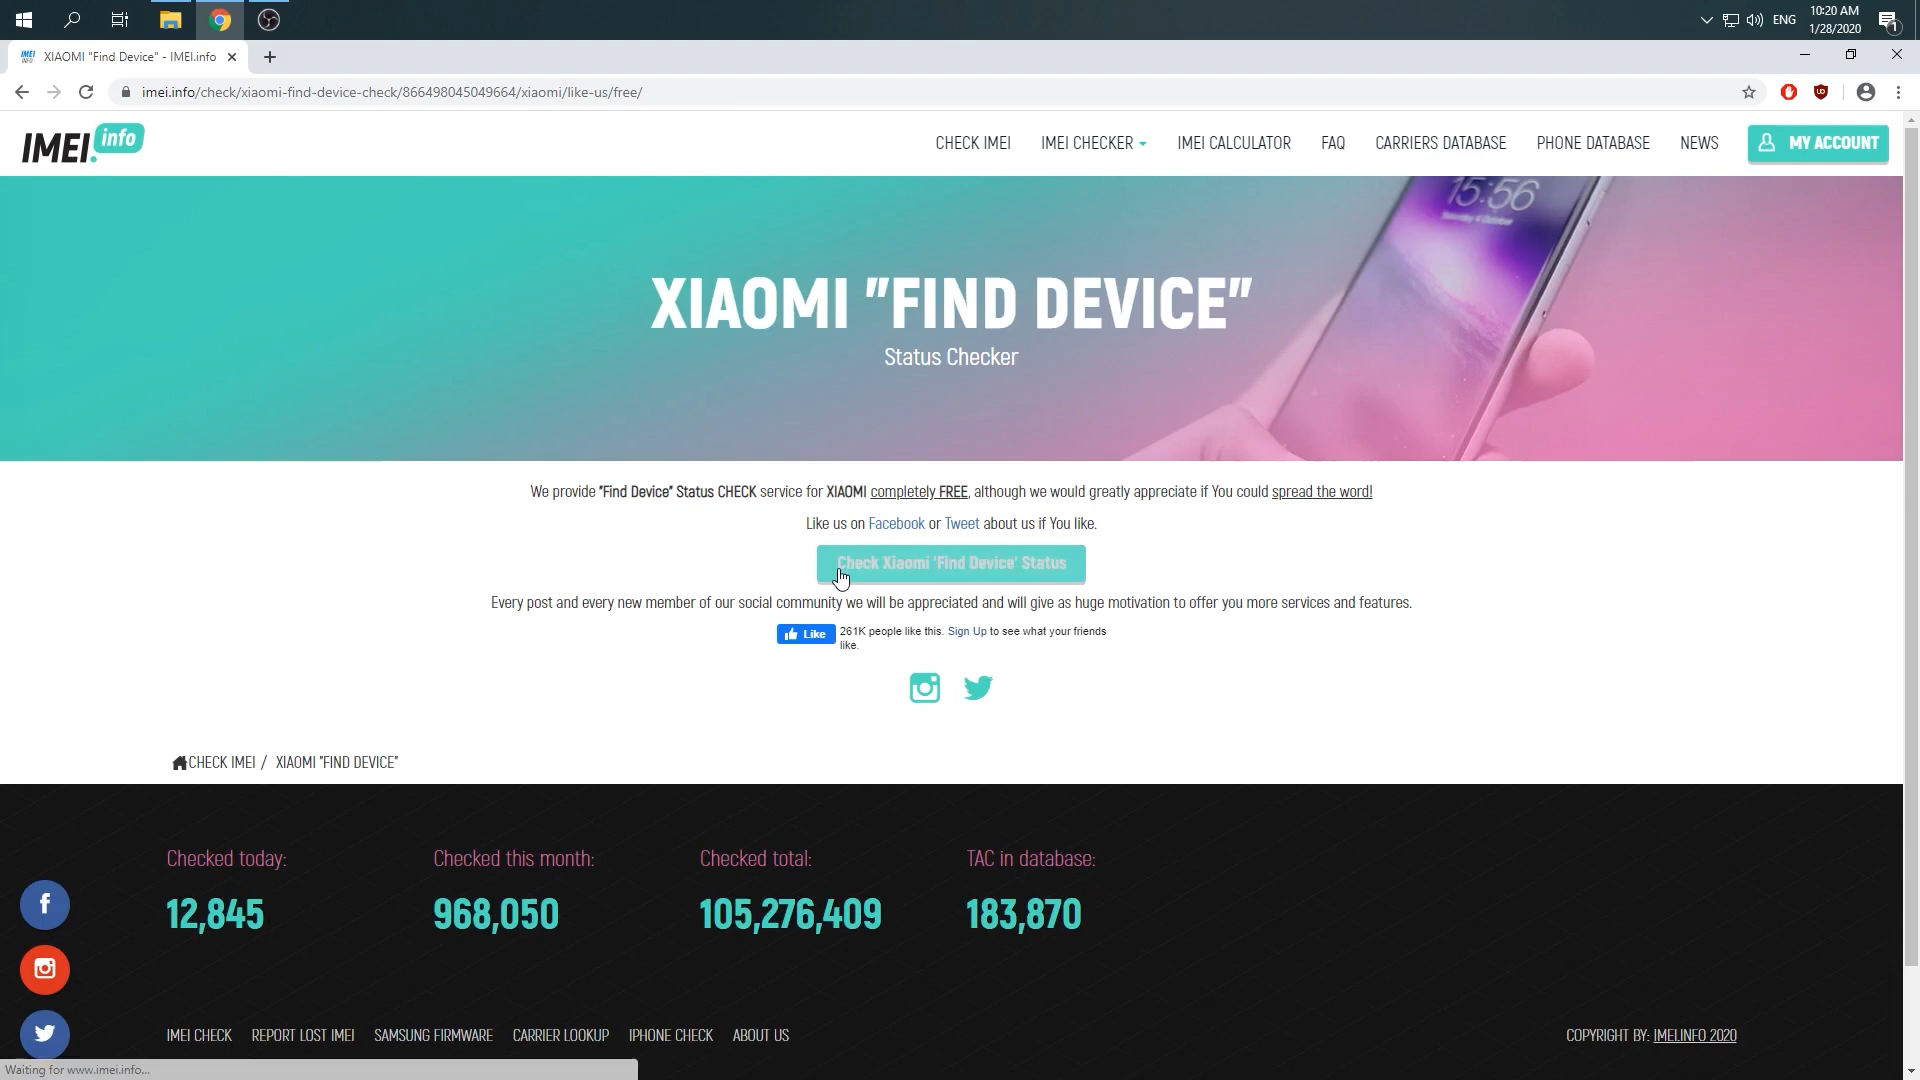 ENG
10:20 AM
1/28/2020
1
XIAOMI "Find Device" - IMEI.info
imei.info/check/xiaomi-find-device-check/866498045049664/xiaomi/like-us/free/
IMEI.info
CHECK IMEI
IMEI CHECKER
IMEI CALCULATOR
FAQ
CARRIERS DATABASE
PHONE DATABASE
NEWS
MY ACCOUNT
15:56
Saturday 4 October
XIAOMI "FIND DEVICE"
Status Checker
We provide "Find Device" Status CHECK service for XIAOMI completely FREE, although we would greatly appreciate if You could spread the word!
Like us on Facebook or Tweet about us if You like.
Check Xiaomi 'Find Device' Status
Every post and every new member of our social community we will be appreciated and will give as huge motivation to offer you more services and features.
Like
261K people like this. Sign Up to see what your friends
like.
CHECK IMEI / XIAOMI "FIND DEVICE"
Checked today:
12,845
Checked this month:
968,050
Checked total:
105,276,409
TAC in database:
183,870
IMEI CHECK
REPORT LOST IMEI
SAMSUNG FIRMWARE
CARRIER LOOKUP
IPHONE CHECK
ABOUT US
COPYRIGHT BY: IMEI.INFO 2020
Waiting for www.imei.info...